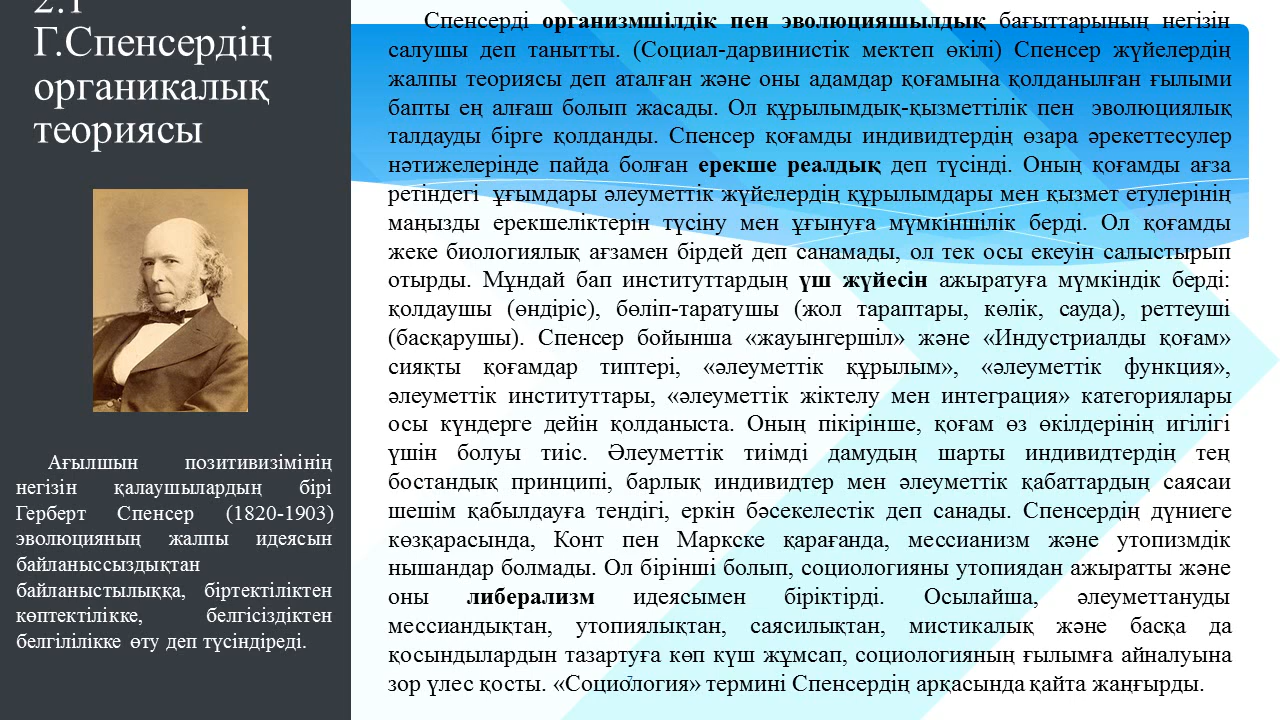 2.1
Г.Спенсердің
органикалық
теориясы
Ағылшын позитивизімінің
негізін қалаушылардың бірі
Герберт Спенсер (1820-1903)
эволюцияның жалпы идеясын
байланыссыздықтан
байланыстылыққа, біртектіліктен
көптектілікке, белгісіздіктен
белгілілікке өту деп түсіндіреді.
Спенсерді организмшілдік пен эволюцияшылдық бағыттарының негізін
салушы деп танытты. (Социал-дарвинистік мектеп өкілі) Спенсер жүйелердің
жалпы теориясы деп аталған және оны адамдар қоғамына қолданылған ғылыми
бапты ең алғаш болып жасады. Ол құрылымдық-қызметтілік пен эволюциялық
талдауды бірге қолданды. Спенсер қоғамды индивидтердің өзара әрекеттесулер
нәтижелерінде пайда болған ерекше реалдық деп түсінді. Оның қоғамды ағза
ретіндегі ұғымдары әлеуметтік жүйелердің құрылымдары мен қызмет етулерінің
маңызды ерекшеліктерін түсіну мен ұғынуға мүмкіншілік берді. Ол қоғамды
жеке биологиялық ағзамен бірдей деп санамады, ол тек осы екеуін салыстырып
отырды. Мұндай бап институттардың үш жүйесін ажыратуға мүмкіндік берді:
қолдаушы (өндіріс), бөліп-таратушы (жол тараптары, көлік, сауда), реттеуші
(басқарушы). Спенсер бойынша «жауынгершіл» және «Индустриалды қоғам»
сияқты қоғамдар типтері, «әлеуметтік құрылым», «әлеуметтік функция»,
әлеуметтік институттары, «әлеуметтік жіктелу мен интеграция» категориялары
осы күндерге дейін қолданыста. Оның пікірінше, қоғам өз өкілдерінің игілігі
үшін болуы тиіс. Әлеуметтік тиімді дамудың шарты индивидтердің тең
бостандық принципі, барлық индивидтер мен әлеуметтік қабаттардың саясаи
шешім қабылдауға теңдігі, еркін бәсекелестік деп санады. Спенсердің дүниеге
көзқарасында, Конт пен Маркске қарағанда, мессианизм және утопизмдік
нышандар болмады. Ол бірінші болып, социологияны утопиядан ажыратты және
оны либерализм идеясымен біріктірді. Осылайша, әлеуметтануды
мессиандықтан, утопиялықтан, саясилықтан, мистикалық және басқа да
қосындылардын тазартуға көп күш жұмсап, социологияның ғылымға айналуына
зор үлес қосты. «Социология» термині Спенсердің арқасында қайта жаңғырды.